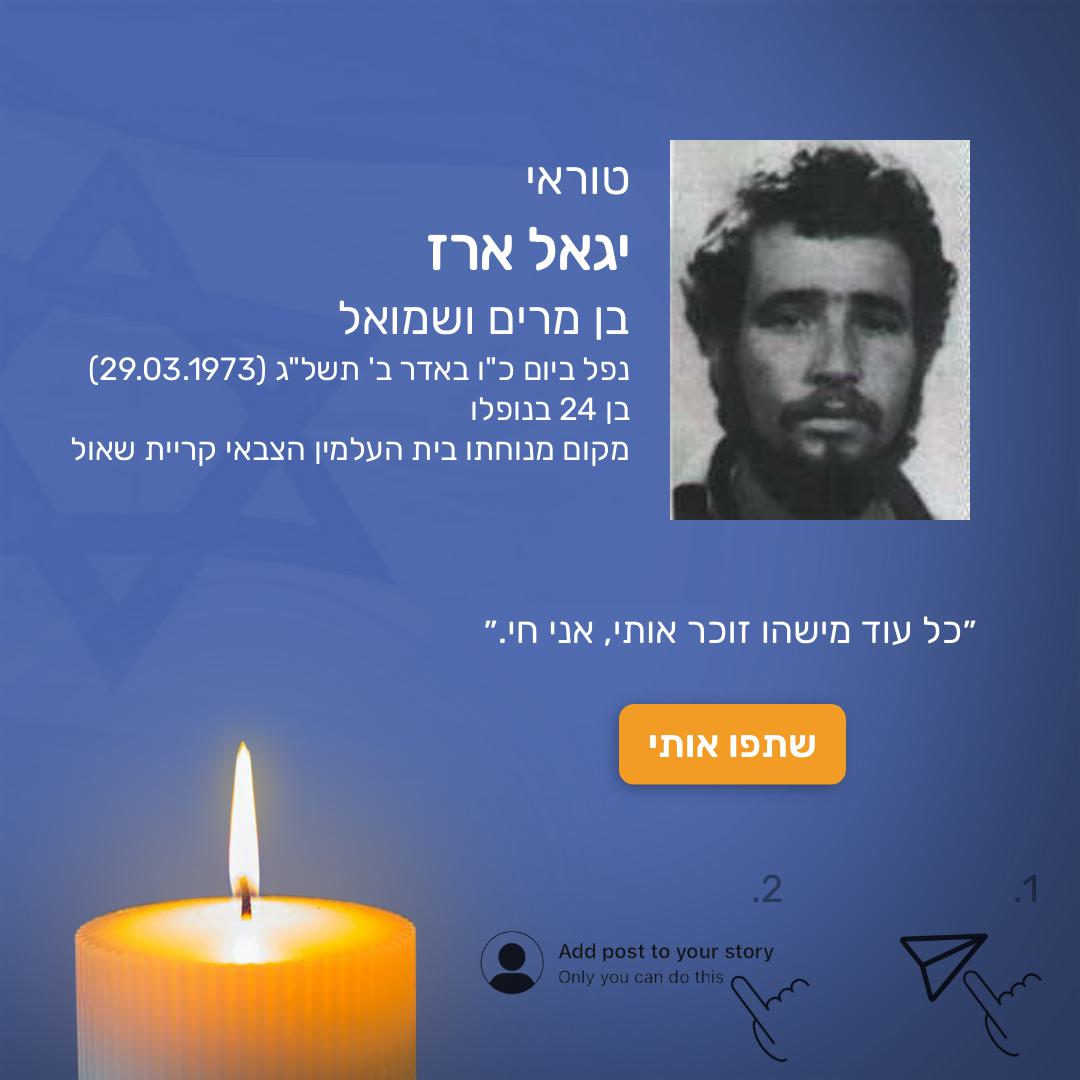 טוראי
יגאל ארז
בן מרים ושמואל
נפל ביום כ"ו באדר ב' תשל"ג (29.03.1973)
בן 24 בנופלו
מקום מנוחתו בית העלמין הצבאי קריית שאול
״כל עוד מישהו זוכר אותי, אני חי.״
שתפו אותי
.1
.2
Add post to your story
Only you can do this